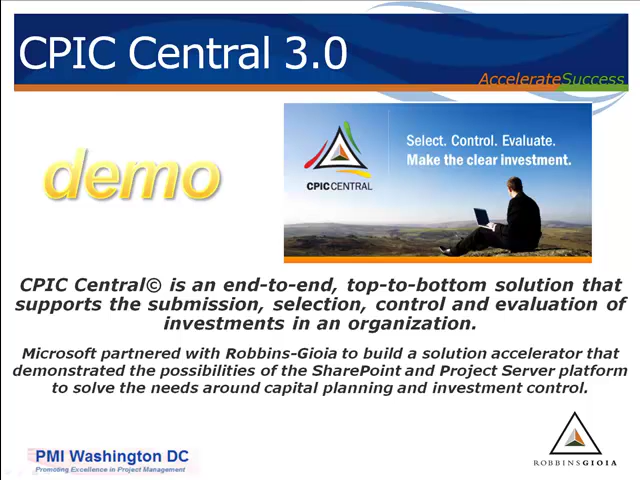 CPIC Central 3.0
AccelerateSuccess
demo
Select. Control. Evaluate.
Make the clear investment.
CPICCENTRAL
CPIC Central© is an end-to-end, top-to-bottom solution that
supports the submission, selection, control and evaluation of
investments in an organization.
Microsoft partnered with Robbins-Gioia to build a solution accelerator that
demonstrated the possibilities of the SharePoint and Project Server platform
to solve the needs around capital planning and investment control.
PMI Washington DC
Promoting Excellence in Project Management
ROBBINSGIOIA